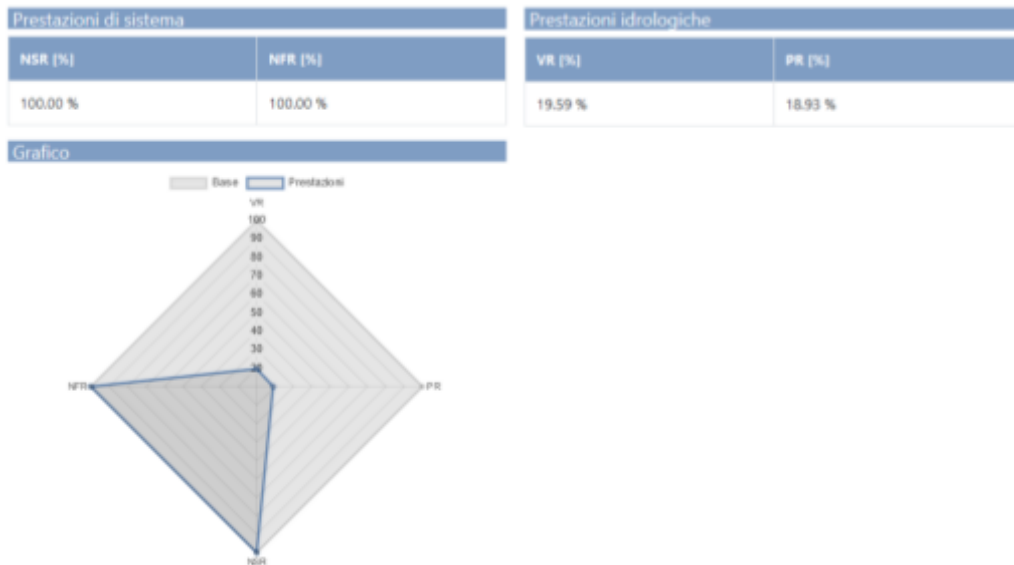 Prestazioni di sistema
NSR [%] NFR [%]
100.00 % 100.00 %
Prestazioni idrologiche
VR [%] PR [%]
19.59 % 18.93 %
Grafico
Base Prestazioni
VR
100
90
80
70
60
50
40
30
20
NFR PR
NSR